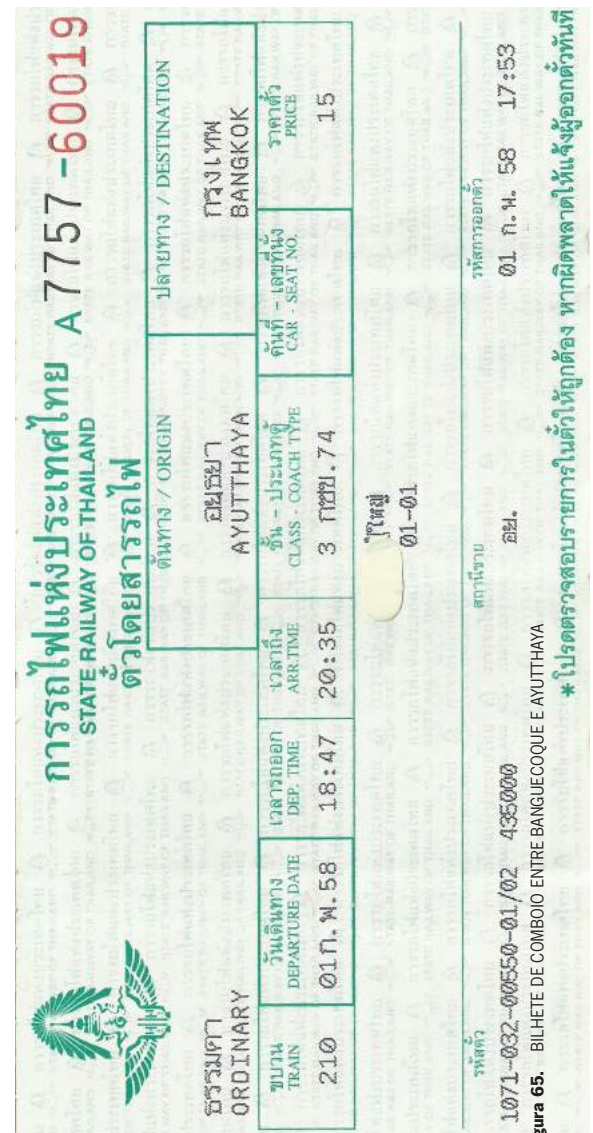 การรถไฟแห่งประเทศไทย A 7757-60019
STATE RAILWAY OF THAILAND
ตั๋วโดยสารรถไฟ
ธรรมดา
ORDINARY
ต้นทาง / ORIGIN
อยุธยา
AYUTTHAYA
ปลายทาง / DESTINATION
กรุงเทพ
BANGKOK
ขบวน วันเดินทาง เวลารถออก เวลาถึง ชั้น - ประเภทตู้ คันที่ - เลขที่นั่ง ราคาตั๋ว
TRAIN DEPARTURE DATE DEP. TIME ARR.TIME CLASS - COACH TYPE CAR - SEAT NO. PRICE
210 01ก.พ.58 18:47 20:35 3 กซข.74 15
ใหญ่
01-01
รหัสตั๋ว สถานีขาย รหัสการออกตั๋ว
1071-032-00550-01/02 435000 อย. 01 ก.พ. 58 17:53
gura 65. BILHETE DE COMBOIO ENTRE BANGUECOQUE E AYUTTHAYA
*โปรดตรวจสอบรายการในตั๋วให้ถูกต้อง หากผิดพลาดให้แจ้งผู้ออกตั๋วทันที